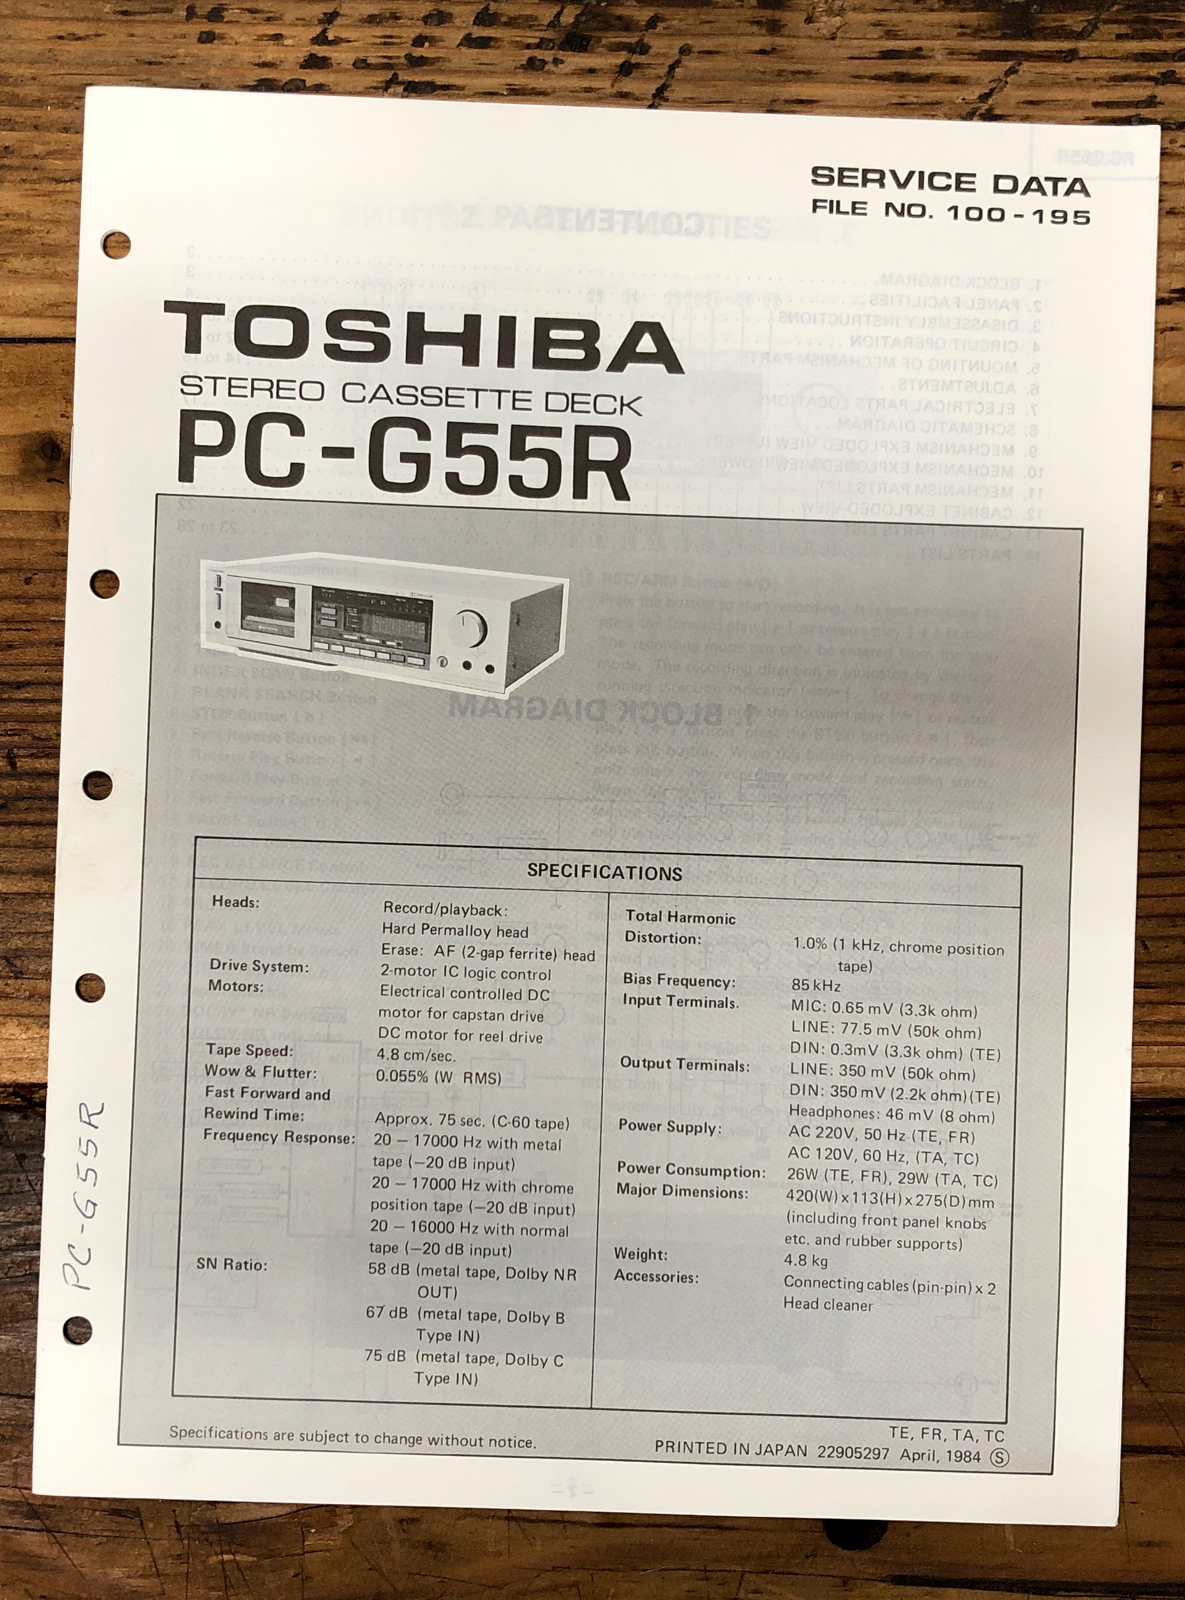 SERVICE DATA
FILE NO. 100-195
TOSHIBA
STEREO CASSETTE DECK
PC-G55R
SPECIFICATIONS
Heads: Record/playback:
Hard Permalloy head
Erase: AF (2-gap ferrite) head
Drive System: 2-motor IC logic control
Motors: Electrical controlled DC
motor for capstan drive
DC motor for reel drive
Tape Speed: 4.8 cm/sec.
Wow & Flutter: 0.055% (W RMS)
Fast Forward and
Rewind Time: Approx. 75 sec. (C-60 tape)
Frequency Response: 20 – 17000 Hz with metal
tape (–20 dB input)
20 – 17000 Hz with chrome
position tape (–20 dB input)
20 – 16000 Hz with normal
tape (–20 dB input)
SN Ratio: 58 dB (metal tape, Dolby NR
OUT)
67 dB (metal tape, Dolby B
Type IN)
75 dB (metal tape, Dolby C
Type IN)
Total Harmonic
Distortion: 1.0% (1 kHz, chrome position
tape)
Bias Frequency: 85 kHz
Input Terminals. MIC: 0.65 mV (3.3k ohm)
LINE: 77.5 mV (50k ohm)
DIN: 0.3mV (3.3k ohm) (TE)
Output Terminals: LINE: 350 mV (50k ohm)
DIN: 350 mV (2.2k ohm) (TE)
Headphones: 46 mV (8 ohm)
Power Supply: AC 220V, 50 Hz (TE, FR)
AC 120V, 60 Hz, (TA, TC)
Power Consumption: 26W (TE, FR), 29W (TA, TC)
Major Dimensions: 420(W)x113(H)x275(D)mm
(including front panel knobs
etc. and rubber supports)
Weight: 4.8 kg
Accessories: Connecting cables (pin-pin) x 2
Head cleaner
Specifications are subject to change without notice.
TE, FR, TA, TC
PRINTED IN JAPAN 22905297 April, 1984 Ⓢ
PC-G55R